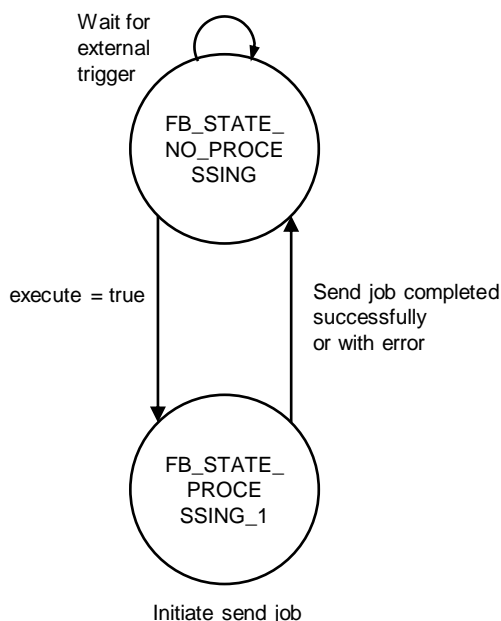 Wait for
external
trigger
FB_STATE_
NO_PROCE
SSING
execute = true
Send job completed
successfully
or with error
FB_STATE_
PROCE
SSING_1
Initiate send job